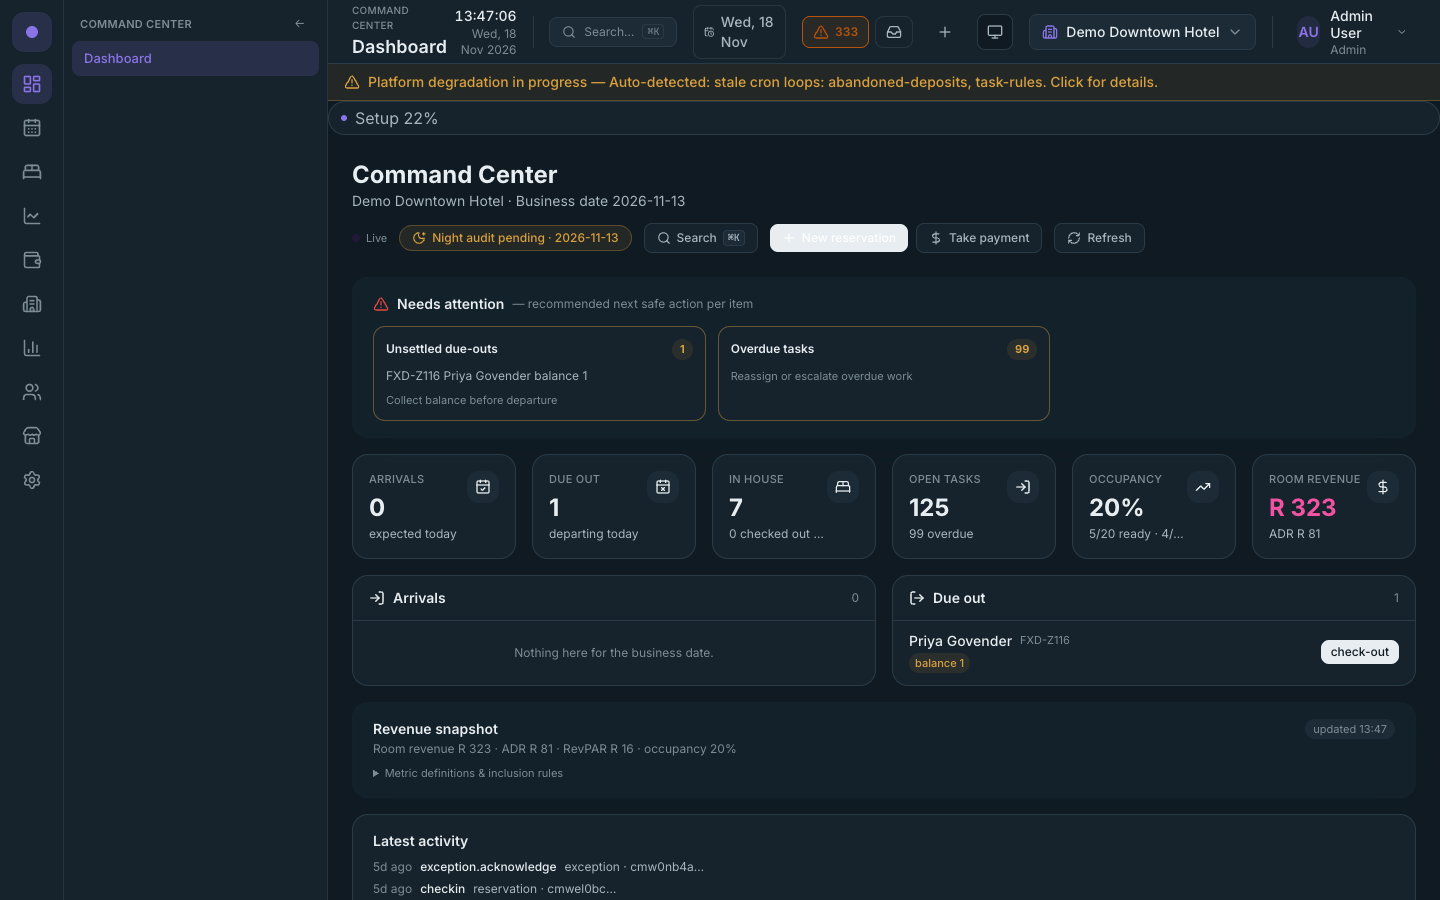 COMMAND CENTER
Dashboard
COMMAND CENTER
Dashboard
13:47:06
Wed, 18 Nov 2026
Search... ⌘K
Wed, 18 Nov
333
Demo Downtown Hotel
AU
Admin User
Admin
Platform degradation in progress — Auto-detected: stale cron loops: abandoned-deposits, task-rules. Click for details.
Setup 22%
Command Center
Demo Downtown Hotel · Business date 2026-11-13
Live
Night audit pending · 2026-11-13
Search ⌘K
New reservation
Take payment
Refresh
Needs attention — recommended next safe action per item
Unsettled due-outs 1
FXD-Z116 Priya Govender balance 1
Collect balance before departure
Overdue tasks 99
Reassign or escalate overdue work
ARRIVALS
0
expected today
DUE OUT
1
departing today
IN HOUSE
7
0 checked out ...
OPEN TASKS
125
99 overdue
OCCUPANCY
20%
5/20 ready · 4/...
ROOM REVENUE
R 323
ADR R 81
Arrivals 0
Nothing here for the business date.
Due out 1
Priya Govender FXD-Z116
balance 1
check-out
Revenue snapshot
updated 13:47
Room revenue R 323 · ADR R 81 · RevPAR R 16 · occupancy 20%
Metric definitions & inclusion rules
Latest activity
5d ago exception.acknowledge exception · cmw0nb4a...
5d ago checkin reservation · cmwel0bc...